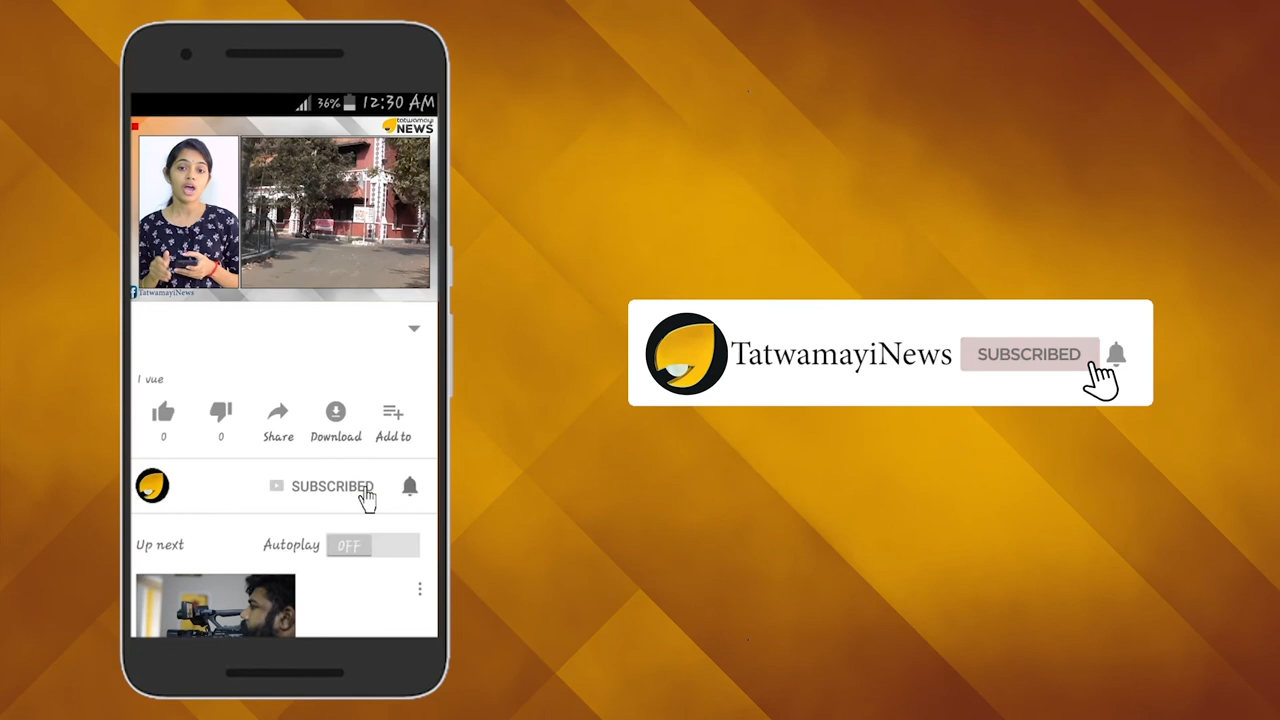 36% 12:30 AM
tatwamayi
NEWS
TatwamayiNews
1 vue
0 0 Share Download Add to
SUBSCRIBED
Up next Autoplay OFF
TatwamayiNews SUBSCRIBED